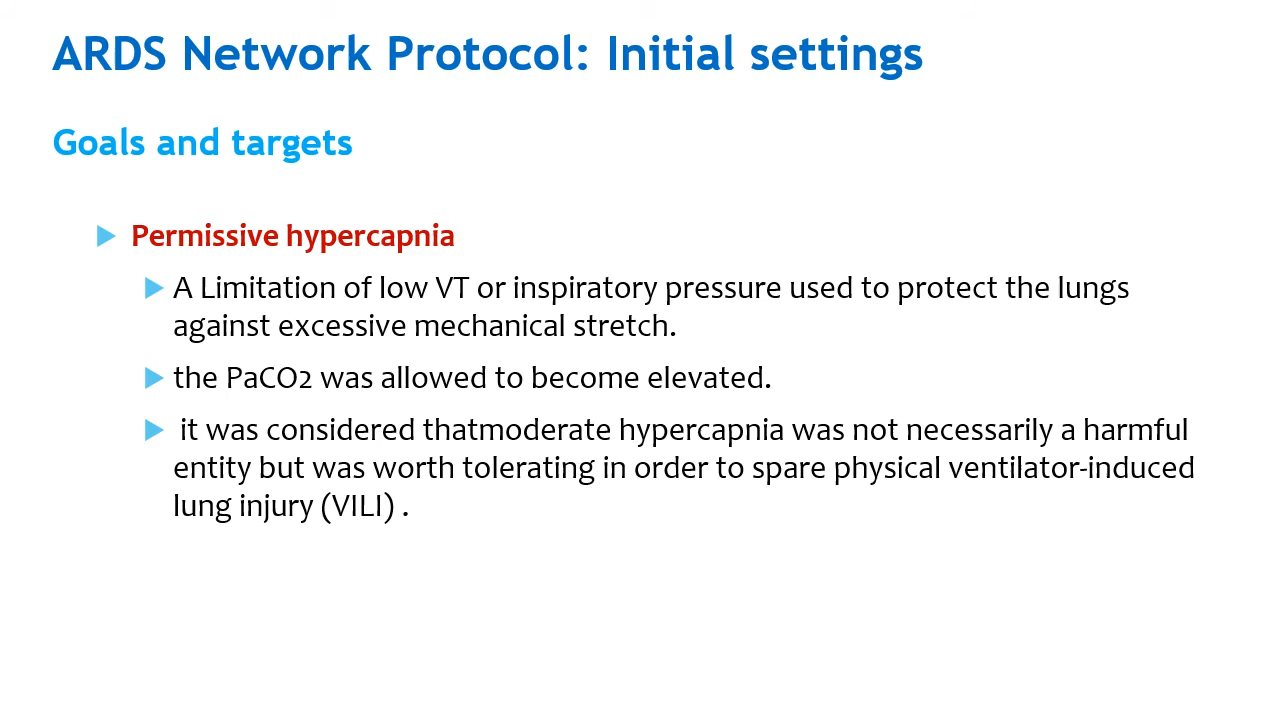 ARDS Network Protocol: Initial settings
Goals and targets
Permissive hypercapnia
A Limitation of low VT or inspiratory pressure used to protect the lungs
against excessive mechanical stretch.
the PaCO2 was allowed to become elevated.
it was considered thatmoderate hypercapnia was not necessarily a harmful
entity but was worth tolerating in order to spare physical ventilator-induced
lung injury (VILI) .